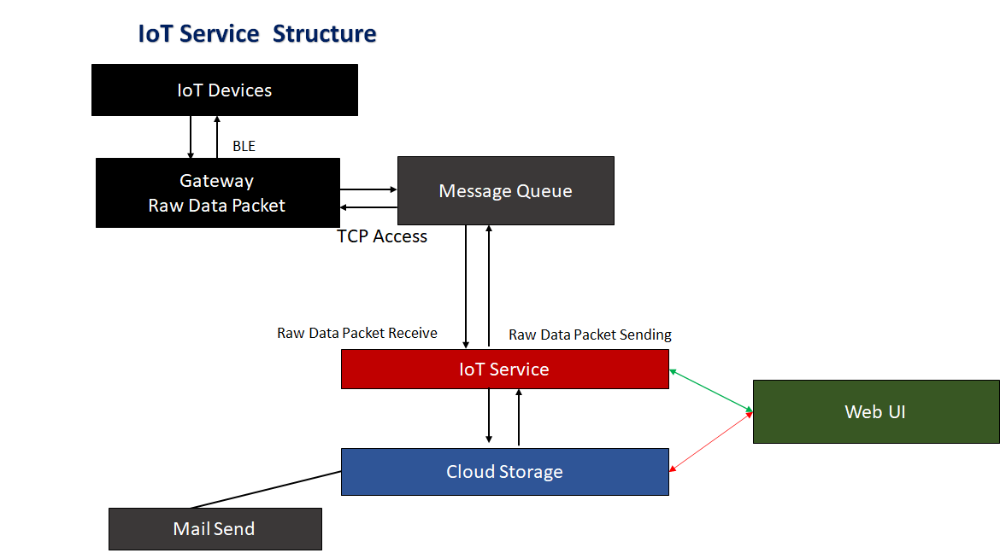 IoT Service Structure
IoT Devices
BLE
Gateway
Raw Data Packet
Message Queue
TCP Access
Raw Data Packet Receive
Raw Data Packet Sending
IoT Service
Web UI
Cloud Storage
Mail Send